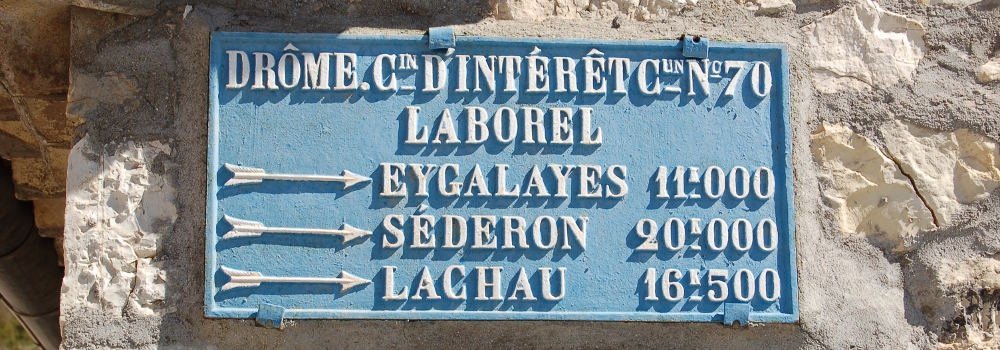 DRÔME. Cᴵᴺ D'INTÉRÊT Cᵁᴺ Nº 70
LABOREL
EYGALAYES 11ᴷ000
SÉDERON 20ᴷ000
LACHAU 16ᴷ500